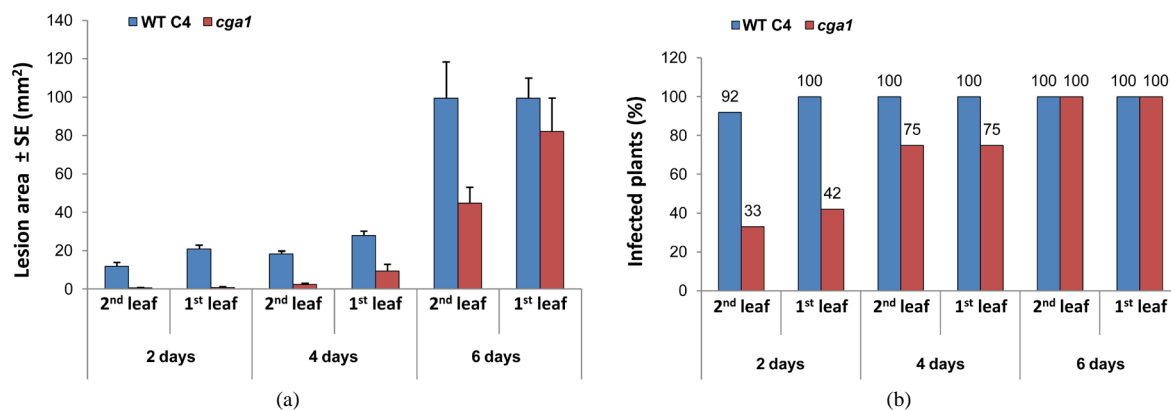 WT C4 cga1
Lesion area ± SE (mm²)
140
120
100
80
60
40
20
0
2nd leaf 1st leaf 2nd leaf 1st leaf 2nd leaf 1st leaf
2 days 4 days 6 days
(a)
WT C4 cga1
Infected plants (%)
120
100
80
60
40
20
0
92 33 100 42 100 75 100 75 100 100 100 100
2nd leaf 1st leaf 2nd leaf 1st leaf 2nd leaf 1st leaf
2 days 4 days 6 days
(b)